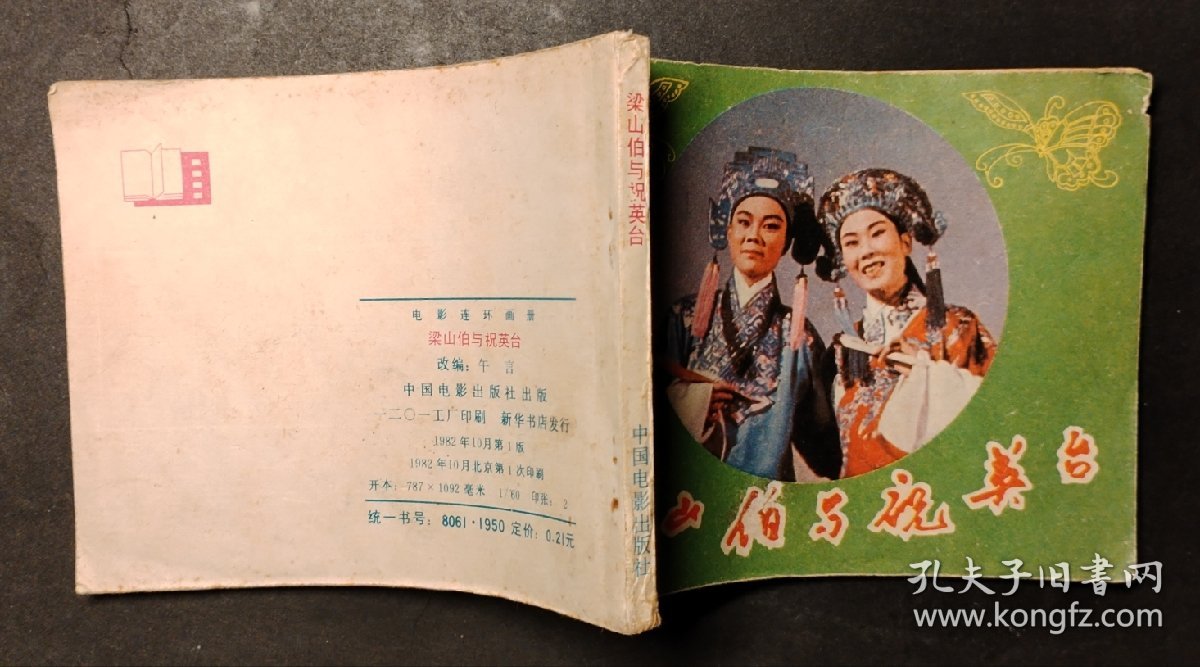 电影连环画册
梁山伯与祝英台
改编：午言
中国电影出版社出版
一二〇一工厂印刷 新华书店发行
1982年10月第1版
1982年10月北京第1次印刷
开本：787×1092毫米 1/60 印张：2
统一书号：8061·1950 定价：0.21元
梁山伯与祝英台
中国电影出版社
山伯与祝英台
孔夫子旧書网
www.kongfz.com